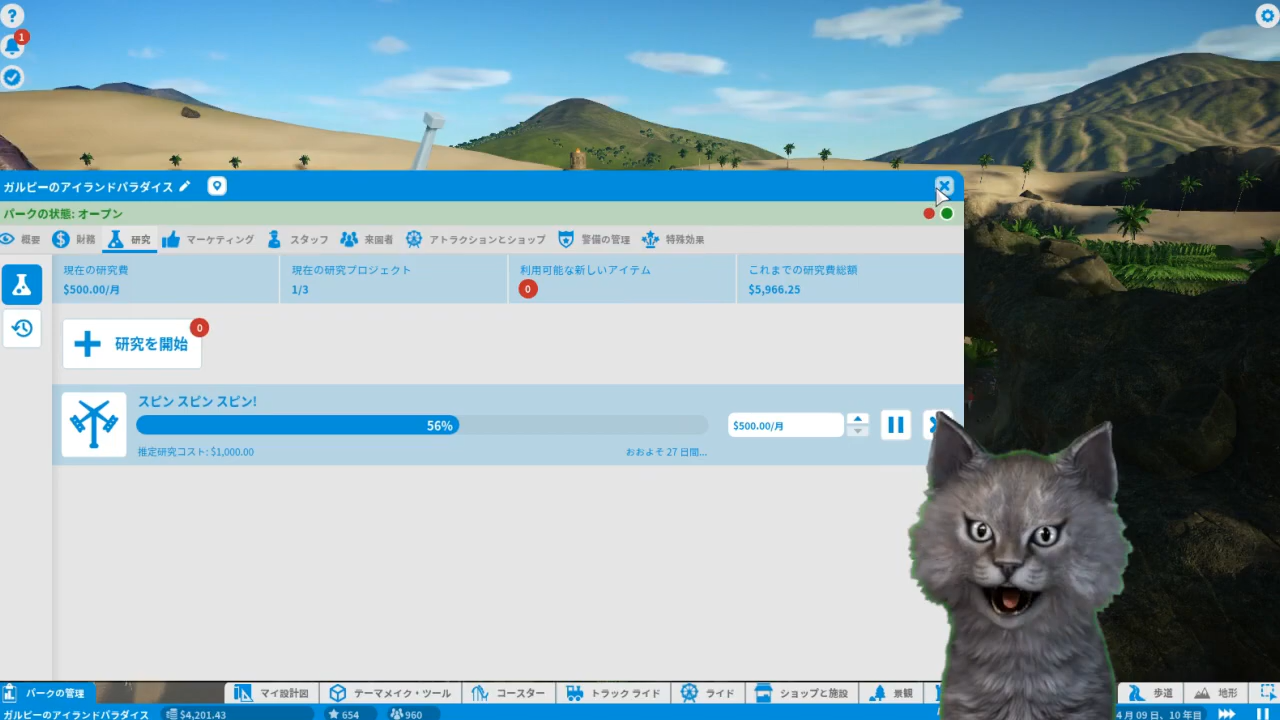 ?
1
ガルビーのアイランドパラダイス
パークの状態: オープン
概要 財務 研究 マーケティング スタッフ 来園者 アトラクションとショップ 警備の管理 特殊効果
現在の研究費 現在の研究プロジェクト 利用可能な新しいアイテム これまでの研究費総額
$500.00/月 1/3 0 $5,966.25
研究を開始 0
スピン スピン スピン!
56% $500.00/月
推定研究コスト: $1,000.00 おおよそ 27 日間...
パークの管理 マイ設計図 テーマメイク・ツール コースター トラック ライド ライド ショップと施設 景観 歩道 地形
ガルビーのアイランドパラダイス $4,201.43 654 960 4 月 09 日、10 年目